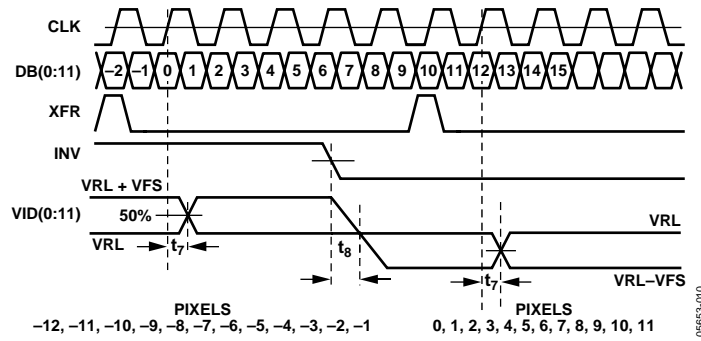 CLK
DB(0:11) –2 –1 0 1 2 3 4 5 6 7 8 9 10 11 12 13 14 15
XFR
INV
VRL + VFS
VID(0:11) 50% VRL
VRL t7 t8 t7 VRL–VFS
PIXELS
–12, –11, –10, –9, –8, –7, –6, –5, –4, –3, –2, –1
PIXELS
0, 1, 2, 3, 4, 5, 6, 7, 8, 9, 10, 11
05653-010